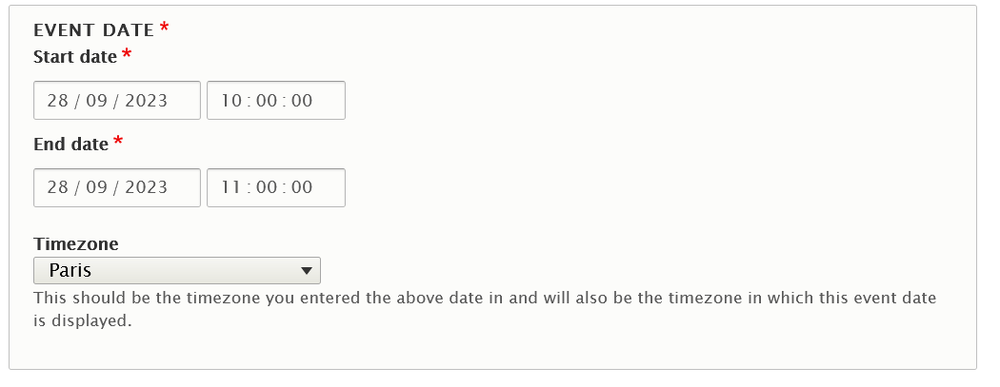 EVENT DATE *
Start date *
28 / 09 / 2023 10 : 00 : 00
End date *
28 / 09 / 2023 11 : 00 : 00
Timezone
Paris
This should be the timezone you entered the above date in and will also be the timezone in which this event date
is displayed.